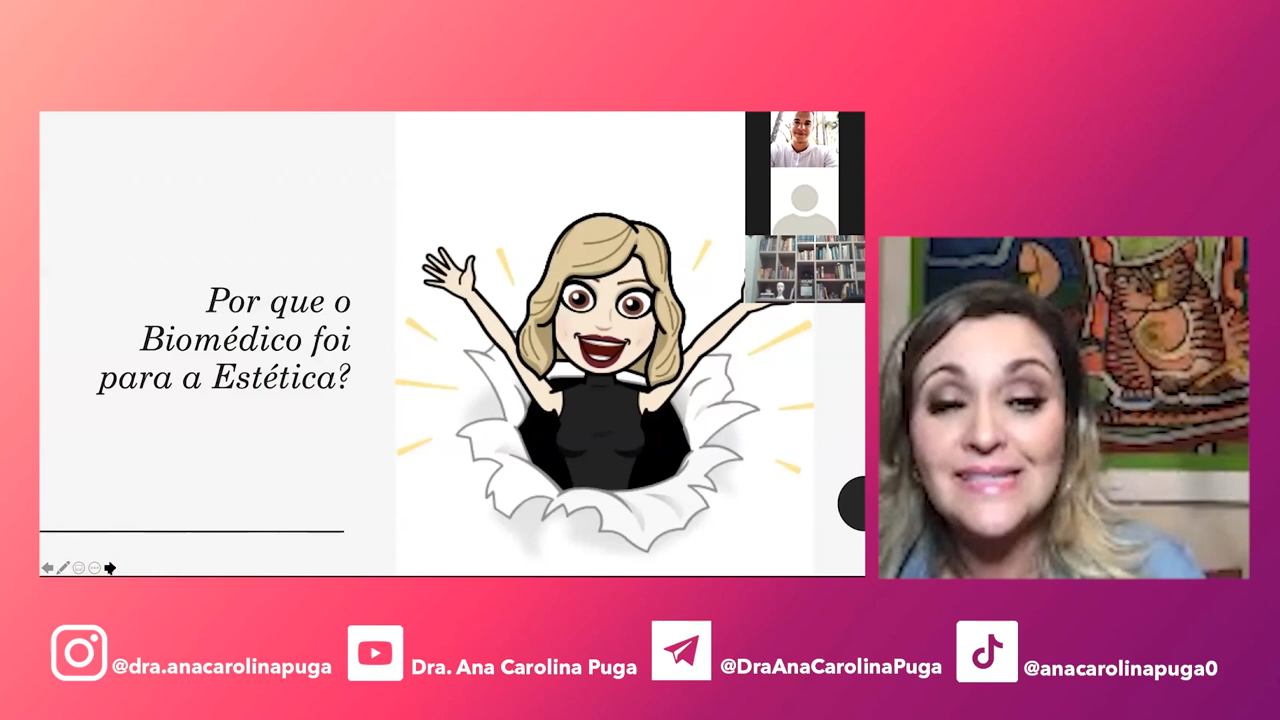 Por que o
Biomédico foi
para a Estética?
@dra.anacarolinapuga
Dra. Ana Carolina Puga
@DraAnaCarolinaPuga
@anacarolinapuga0